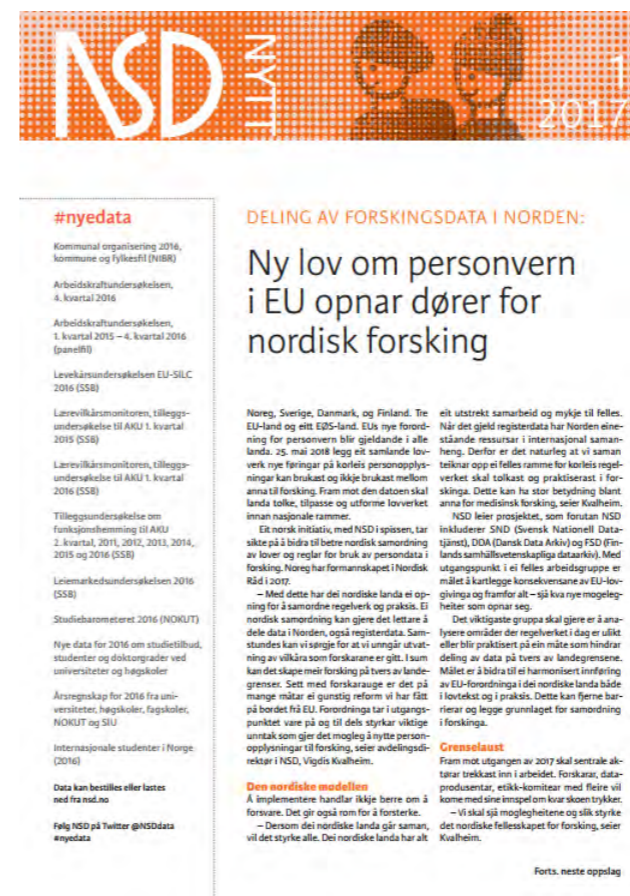 NSD
NYTT
1
2017
#nyedata
Kommunal organisering 2016,
kommune og fylkesfil (NIBR)
Arbeidskraftundersøkelsen,
4. kvartal 2016
Arbeidskraftundersøkelsen,
1. kvartal 2015 – 4. kvartal 2016
(panelfil)
Levekårsundersøkelsen EU-SILC
2016 (SSB)
Lærevilkårsmonitoren, tilleggs-
undersøkelse til AKU 1. kvartal
2015 (SSB)
Lærevilkårsmonitoren, tilleggs-
undersøkelse til AKU 1. kvartal
2016 (SSB)
Tilleggsundersøkelse om
funksjonshemming til AKU
2. kvartal, 2011, 2012, 2013, 2014,
2015 og 2016 (SSB)
Leiemarkedsundersøkelsen 2016
(SSB)
Studiebarometeret 2016 (NOKUT)
Nye data for 2016 om studietilbud,
studenter og doktorgrader ved
universiteter og høgskoler
Årsregnskap for 2016 fra uni-
versiteter, høgskoler, fagskoler,
NOKUT og SIU
Internasjonale studenter i Norge
(2016)
Data kan bestilles eller lastes
ned fra nsd.no
Følg NSD på Twitter @NSDdata
#nyedata
DELING AV FORSKINGSDATA I NORDEN:
Ny lov om personvern
i EU opnar dører for
nordisk forsking
Noreg, Sverige, Danmark, og Finland. Tre
EU-land og eitt EØS-land. EUs nye forord-
ning for personvern blir gjeldande i alle
landa. 25. mai 2018 legg eit samlande lov-
verk nye føringar på korleis personopplys-
ningar kan brukast og ikkje brukast mellom
anna til forsking. Fram mot den datoen skal
landa tolke, tilpasse og utforme lovverket
innan nasjonale rammer.
Eit norsk initiativ, med NSD i spissen, tar
sikte på å bidra til betre nordisk samordning
av lover og reglar for bruk av persondata i
forsking. Noreg har formannskapet i Nordisk
Råd i 2017.
– Med dette har dei nordiske landa ei op-
ning for å samordne regelverk og praksis. Ei
nordisk samordning kan gjere det lettare å
dele data i Norden, også registerdata. Sam-
stundes kan vi sørgje for at vi unngår utvat-
ning av vilkåra som forskarane er gitt. I sum
kan det skape meir forsking på tvers av lande-
grenser. Sett med forskarauge er det på
mange måtar ei gunstig reform vi har fått
på bordet frå EU. Forordninga tar i utgangs-
punktet vare på og til dels styrkar viktige
unntak som gjer det mogleg å nytte person-
opplysningar til forsking, seier avdelingsdi-
rektør i NSD, Vigdis Kvalheim.
Den nordiske modellen
Å implementere handlar ikkje berre om å
forsvare. Det gir også rom for å forsterke.
– Dersom dei nordiske landa går saman,
vil det styrke alle. Dei nordiske landa har alt
eit utstrekt samarbeid og mykje til felles.
Når det gjeld registerdata har Norden eine-
ståande ressursar i internasjonal saman-
heng. Derfor er det naturleg at vi saman
teiknar opp ei felles ramme for korleis regel-
verket skal tolkast og praktiserast i fors-
kinga. Dette kan ha stor betydning blant
anna for medisinsk forsking, seier Kvalheim.
NSD leier prosjektet, som forutan NSD
inkluderer SND (Svensk Nationell Data-
tjänst), DDA (Dansk Data Arkiv) og FSD (Fin-
lands samhällsvetenskapliga dataarkiv). Med
utgangspunkt i ei felles arbeidsgruppe er
målet å kartlegge konsekvensane av EU-lov-
givinga og framfor alt – sjå kva nye mogeleg-
heiter som opnar seg.
Det viktigaste gruppa skal gjere er å ana-
lysere områder der regelverket i dag er ulikt
eller blir praktisert på ein måte som hindrar
deling av data på tvers av landegrensene.
Målet er å bidra til ei harmonisert innføring
av EU-forordninga i dei nordiske landa både
i lovtekst og i praksis. Dette kan fjerne bar-
rierar og legge grunnlaget for samordning
i forskinga.
Grenselaust
Fram mot utgangen av 2017 skal sentrale ak-
tørar trekkast inn i arbeidet. Forskarar, data-
produsentar, etikk-komitear med fleire vil
kome med sine innspel om kvar skoen trykker.
– Vi skal sjå moglegheitene og slik styrke
det nordiske fellesskapet for forsking, seier
Kvalheim.
Forts. neste oppslag